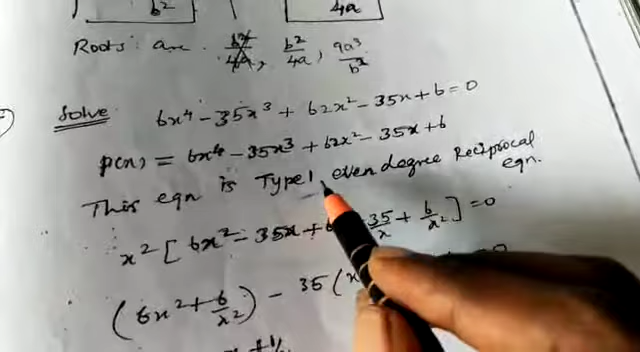 b²
4a
Roots: are b²/4a, b²/4a, 9a³/b²
Solve 6x⁴ - 35x³ + 62x² - 35x + 6 = 0
p(x) = 6x⁴ - 35x³ + 62x² - 35x + 6
This eqn is Type 1 even degree Reciprocal eqn.
x² [ 6x² - 35x + 35/x + 6/x² ] = 0
(6x² + 6/x²) - 35 (x